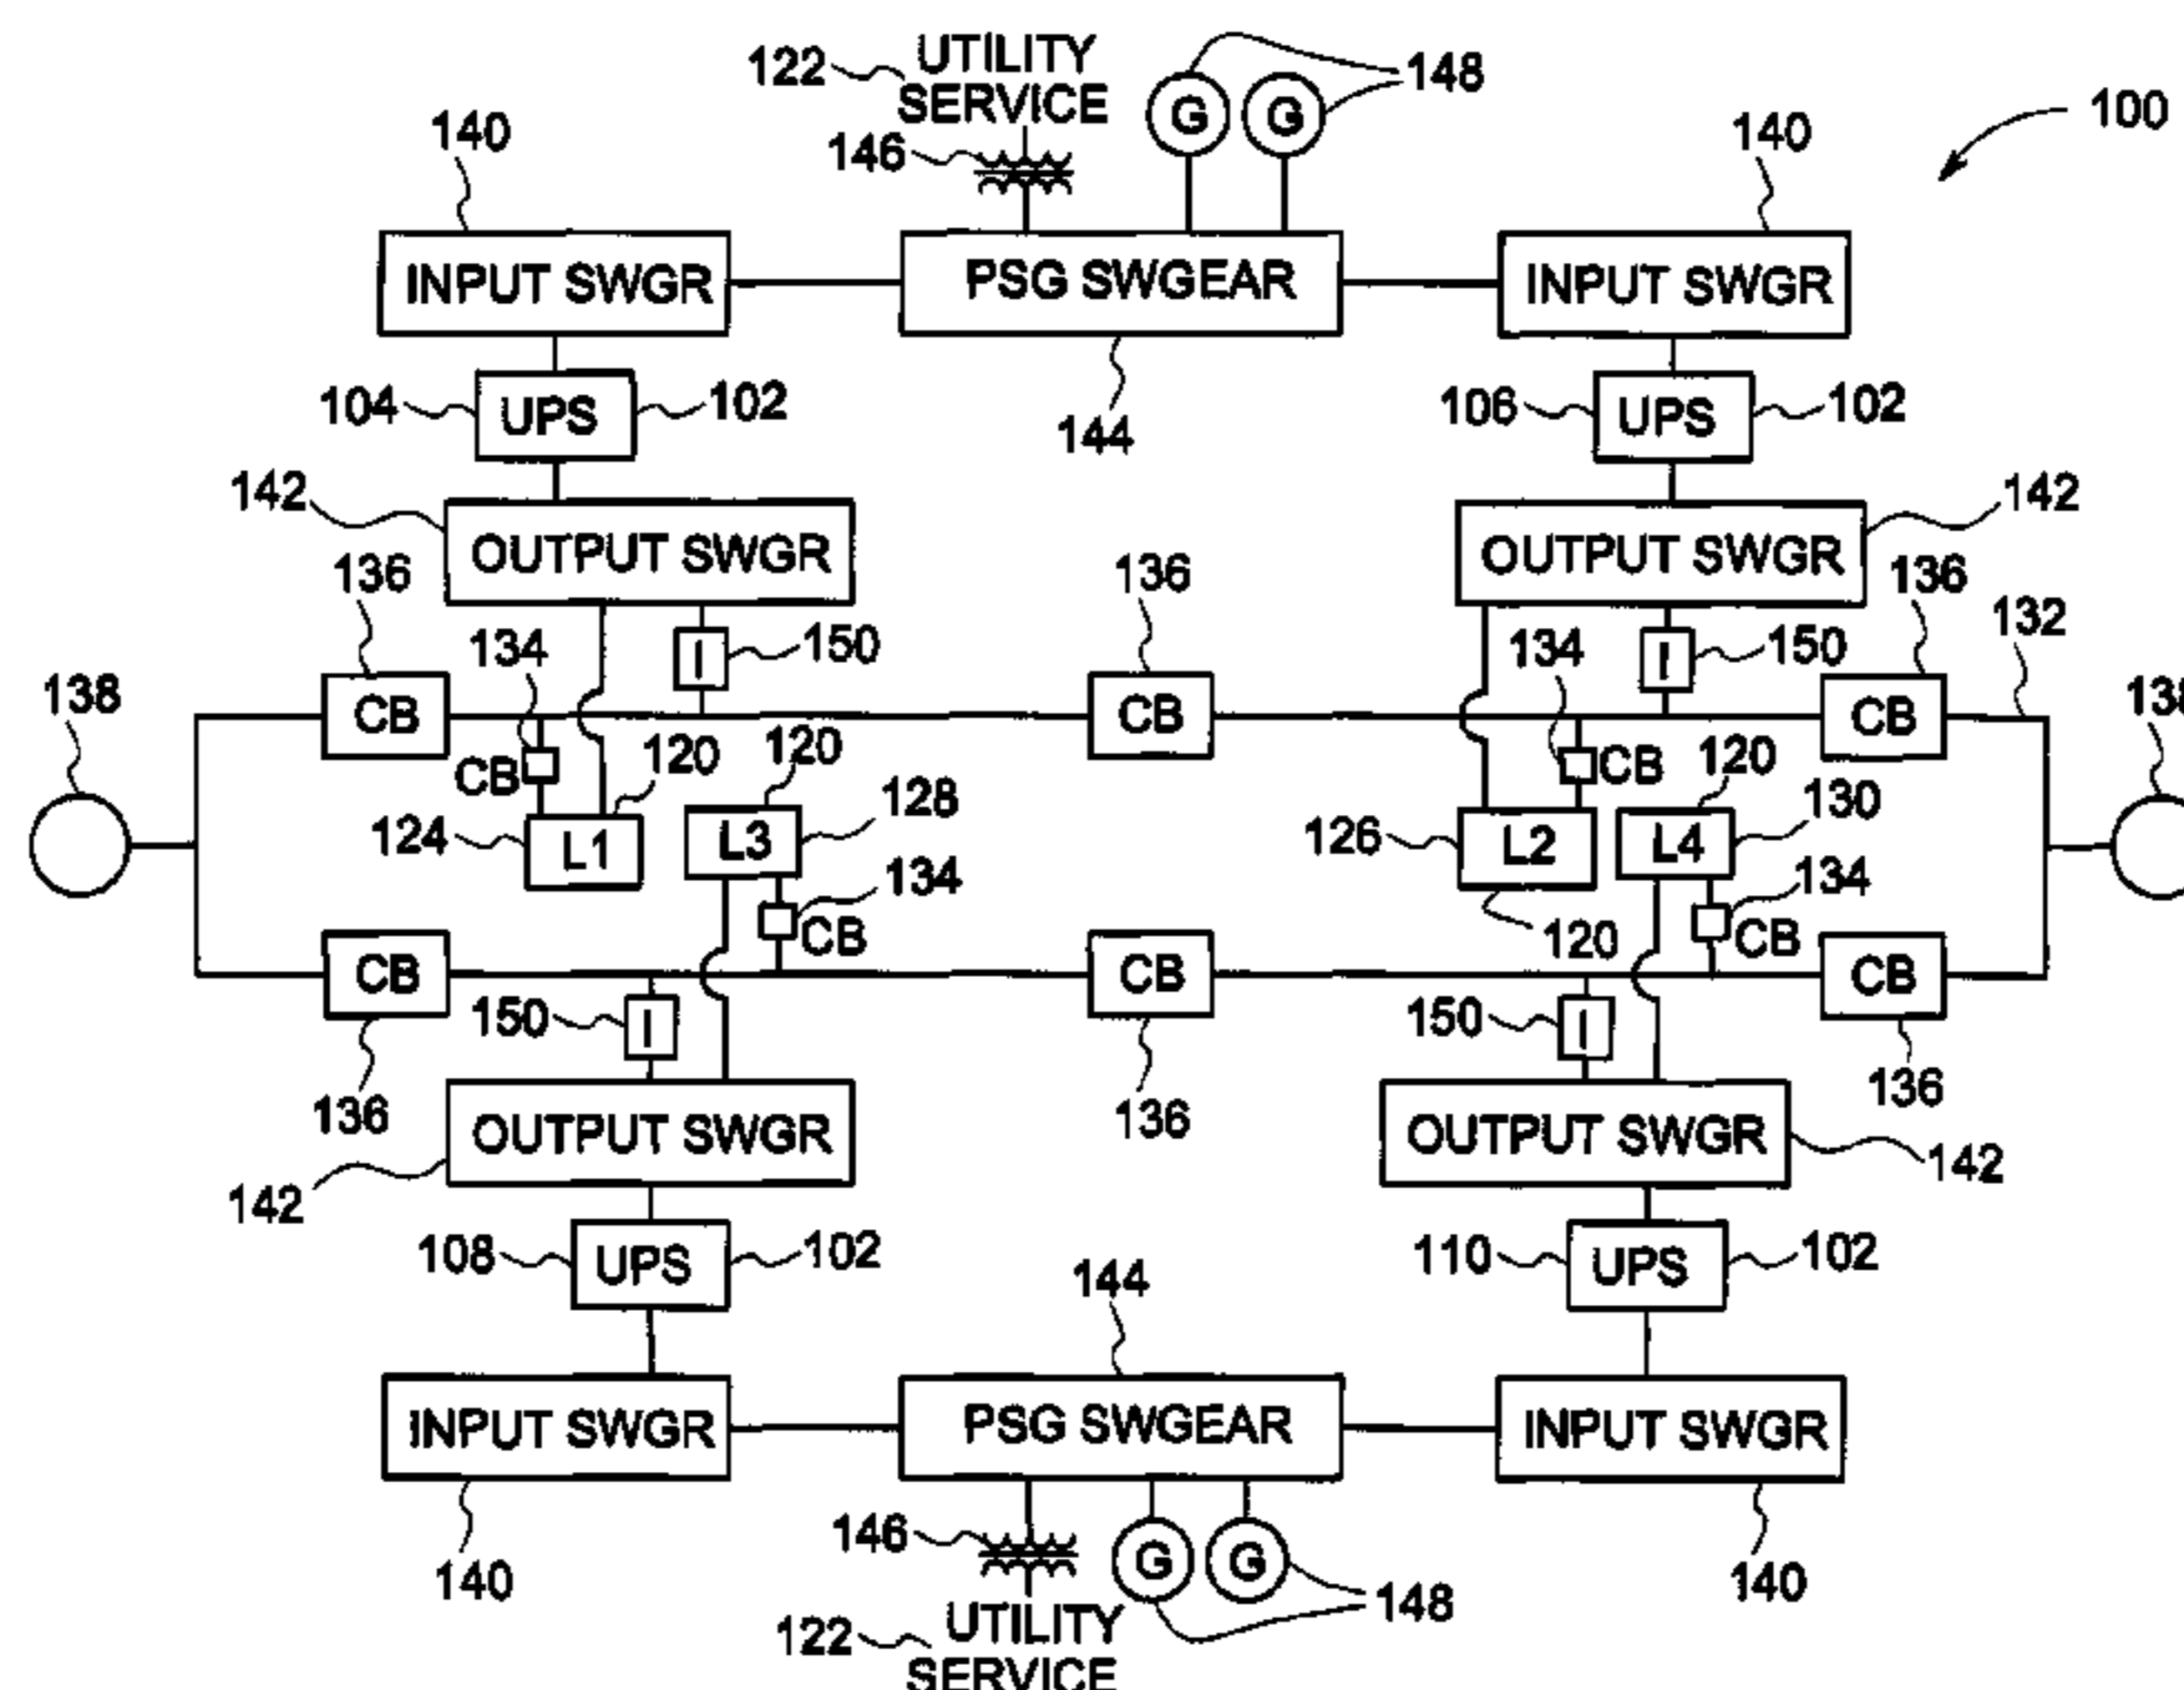 UTILITY
122 SERVICE 148
140 146 G G 140 100
INPUT SWGR PSG SWGEAR INPUT SWGR
104 UPS 102 144 106 UPS 102
142 OUTPUT SWGR OUTPUT SWGR 142
136 136 136
134 I 150 134 I 150 132
138 CB CB CB 138
CB 120 120 CB 120
124 L1 L3 128 126 L2 L4 130
134 134
CB 120 CB
CB CB CB
150 I 150 I
136 OUTPUT SWGR 136 OUTPUT SWGR 136
142 142
108 UPS 102 144 110 UPS 102
INPUT SWGR PSG SWGEAR INPUT SWGR
140 146 G G 148 140
122 UTILITY
SERVICE